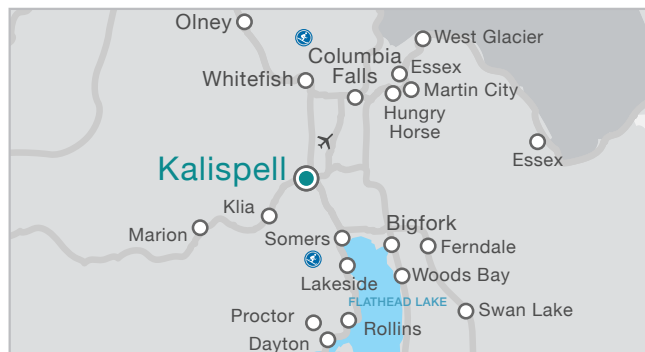 Olney
West Glacier
Columbia
Falls
Essex
Whitefish
Martin City
Hungry
Horse
Essex
Kalispell
Klia
Marion
Somers
Bigfork
Ferndale
Lakeside
Woods Bay
FLATHEAD LAKE
Swan Lake
Proctor
Rollins
Dayton